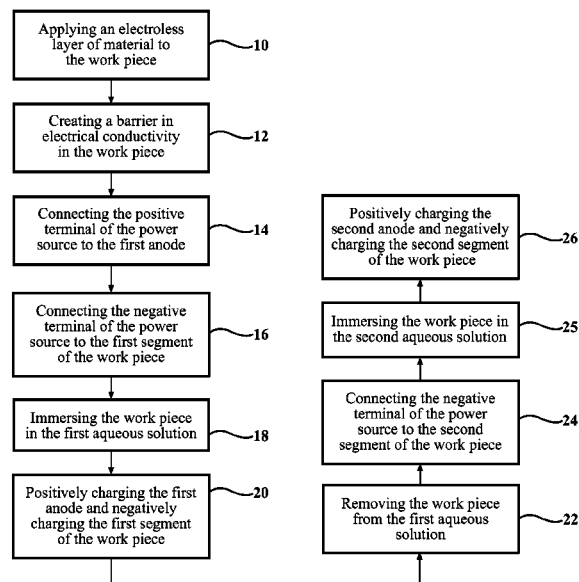 Applying an electroless
layer of material to
the work piece
10
Creating a barrier in
electrical conductivity
in the work piece
12
Connecting the positive
terminal of the power
source to the first anode
14
Connecting the negative
terminal of the power
source to the first segment
of the work piece
16
Immersing the work piece
in the first aqueous solution
18
Positively charging the first
anode and negatively
charging the first segment
of the work piece
20
Removing the work piece
from the first aqueous
solution
22
Connecting the negative
terminal of the power
source to the second
segment of the work piece
24
Immersing the work piece in
the second aqueous solution
25
Positively charging the
second anode and negatively
charging the second segment
of the work piece
26